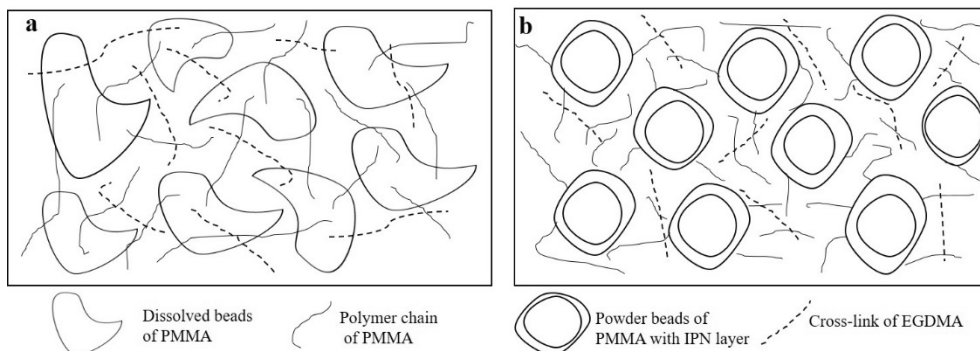 a
b
Dissolved beads
of PMMA
Polymer chain
of PMMA
Powder beads of
PMMA with IPN layer
Cross-link of EGDMA